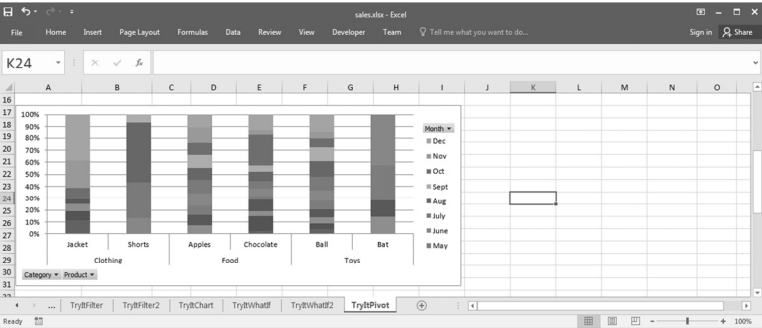 sales.xlsx - Excel
File Home Insert Page Layout Formulas Data Review View Developer Team Tell me what you want to do... Sign in Share
K24 fx
A B C D E F G H I J K L M N O
16
17
18
19
20
21
22
23
24
25
26
27
28
29
30
31
100%
90%
80%
70%
60%
50%
40%
30%
20%
10%
0%
Jacket Shorts Apples Chocolate Ball Bat
Clothing Food Toys
Category Product
Month
Dec
Nov
Oct
Sept
Aug
July
June
May
... TryItFilter TryItFilter2 TryItChart TryItWhatIf TryItWhatIf2 TryItPivot
Ready 100%